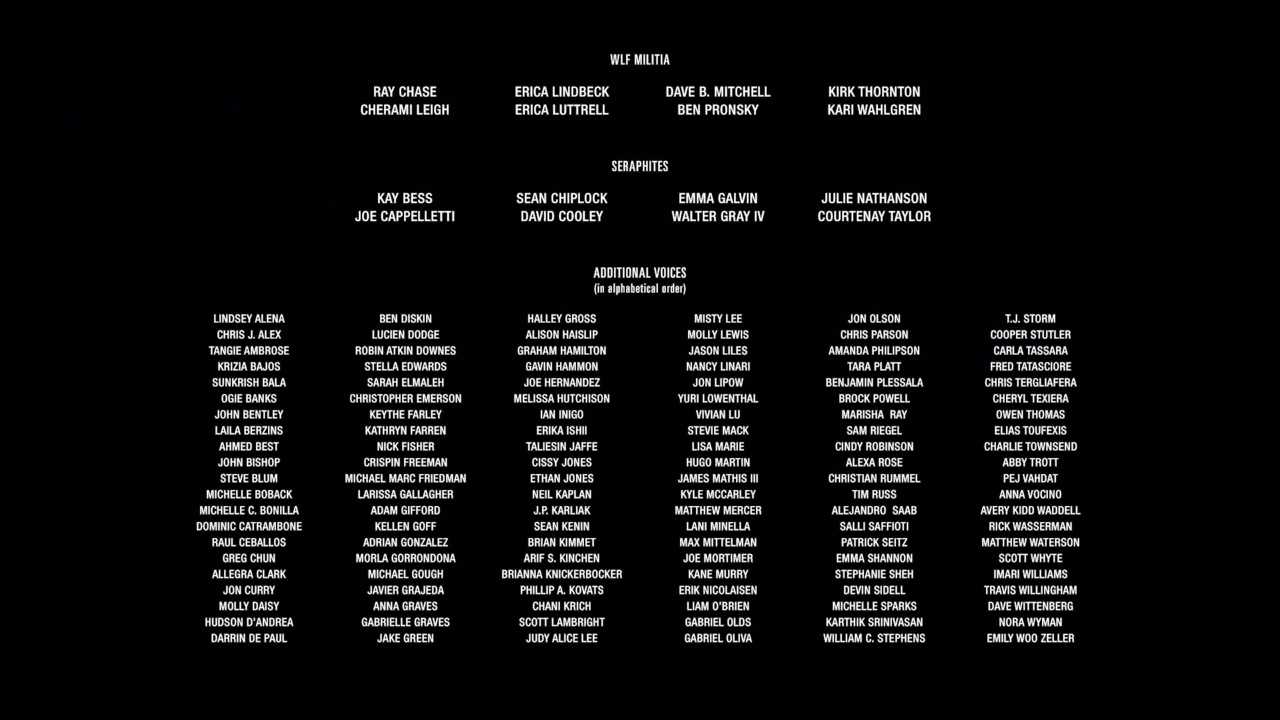 WLF MILITIA
RAY CHASE ERICA LINDBECK DAVE B. MITCHELL KIRK THORNTON
CHERAMI LEIGH ERICA LUTTRELL BEN PRONSKY KARI WAHLGREN
SERAPHITES
KAY BESS SEAN CHIPLOCK EMMA GALVIN JULIE NATHANSON
JOE CAPPELLETTI DAVID COOLEY WALTER GRAY IV COURTENAY TAYLOR
ADDITIONAL VOICES
(in alphabetical order)
LINDSEY ALENA BEN DISKIN HALLEY GROSS MISTY LEE JON OLSON T.J. STORM
CHRIS J. ALEX LUCIEN DODGE ALISON HAISLIP MOLLY LEWIS CHRIS PARSON COOPER STUTLER
TANGIE AMBROSE ROBIN ATKIN DOWNES GRAHAM HAMILTON JASON LILES AMANDA PHILIPSON CARLA TASSARA
KRIZIA BAJOS STELLA EDWARDS GAVIN HAMMON NANCY LINARI TARA PLATT FRED TATASCIORE
SUNKRISH BALA SARAH ELMALEH JOE HERNANDEZ JON LIPOW BENJAMIN PLESSALA CHRIS TERGLIAFERA
OGIE BANKS CHRISTOPHER EMERSON MELISSA HUTCHISON YURI LOWENTHAL BROCK POWELL CHERYL TEXIERA
JOHN BENTLEY KEYTHE FARLEY IAN INIGO VIVIAN LU MARISHA RAY OWEN THOMAS
LAILA BERZINS KATHRYN FARREN ERIKA ISHII STEVIE MACK SAM RIEGEL ELIAS TOUFEXIS
AHMED BEST NICK FISHER TALIESIN JAFFE LISA MARIE CINDY ROBINSON CHARLIE TOWNSEND
JOHN BISHOP CRISPIN FREEMAN CISSY JONES HUGO MARTIN ALEXA ROSE ABBY TROTT
STEVE BLUM MICHAEL MARC FRIEDMAN ETHAN JONES JAMES MATHIS III CHRISTIAN RUMMEL PEJ VAHDAT
MICHELLE BOBACK LARISSA GALLAGHER NEIL KAPLAN KYLE MCCARLEY TIM RUSS ANNA VOCINO
MICHELLE C. BONILLA ADAM GIFFORD J.P. KARLIAK MATTHEW MERCER ALEJANDRO SAAB AVERY KIDD WADDELL
DOMINIC CATRAMBONE KELLEN GOFF SEAN KENIN LANI MINELLA SALLI SAFFIOTI RICK WASSERMAN
RAUL CEBALLOS ADRIAN GONZALEZ BRIAN KIMMET MAX MITTELMAN PATRICK SEITZ MATTHEW WATERSON
GREG CHUN MORLA GORRONDONA ARIF S. KINCHEN JOE MORTIMER EMMA SHANNON SCOTT WHYTE
ALLEGRA CLARK MICHAEL GOUGH BRIANNA KNICKERBOCKER KANE MURRY STEPHANIE SHEH IMARI WILLIAMS
JON CURRY JAVIER GRAJEDA PHILLIP A. KOVATS ERIK NICOLAISEN DEVIN SIDELL TRAVIS WILLINGHAM
MOLLY DAISY ANNA GRAVES CHANI KRICH LIAM O'BRIEN MICHELLE SPARKS DAVE WITTENBERG
HUDSON D'ANDREA GABRIELLE GRAVES SCOTT LAMBRIGHT GABRIEL OLDS KARTHIK SRINIVASAN NORA WYMAN
DARRIN DE PAUL JAKE GREEN JUDY ALICE LEE GABRIEL OLIVA WILLIAM C. STEPHENS EMILY WOO ZELLER